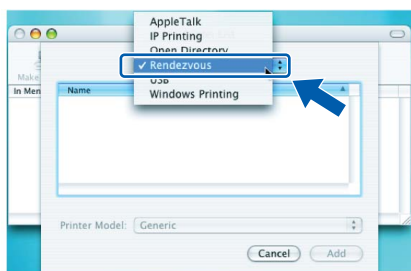 AppleTalk
IP Printing
Open Directory
✓ Rendezvous
USB
Windows Printing
Make
In Men
Name
Printer Model: Generic
Cancel Add